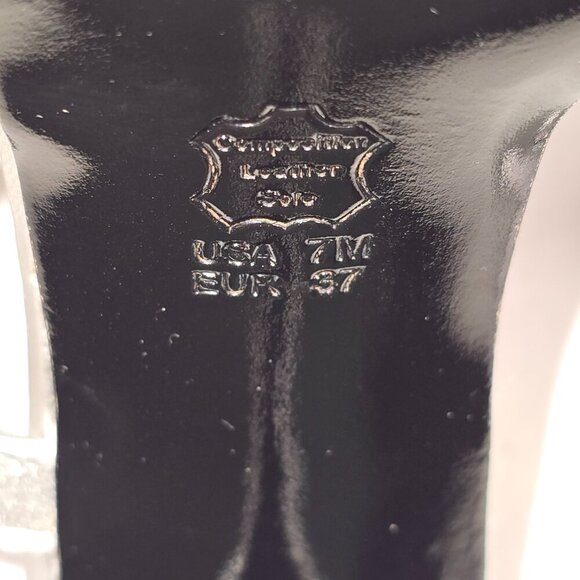 Composition
Leather
Sole
USA 7M
EUR 37